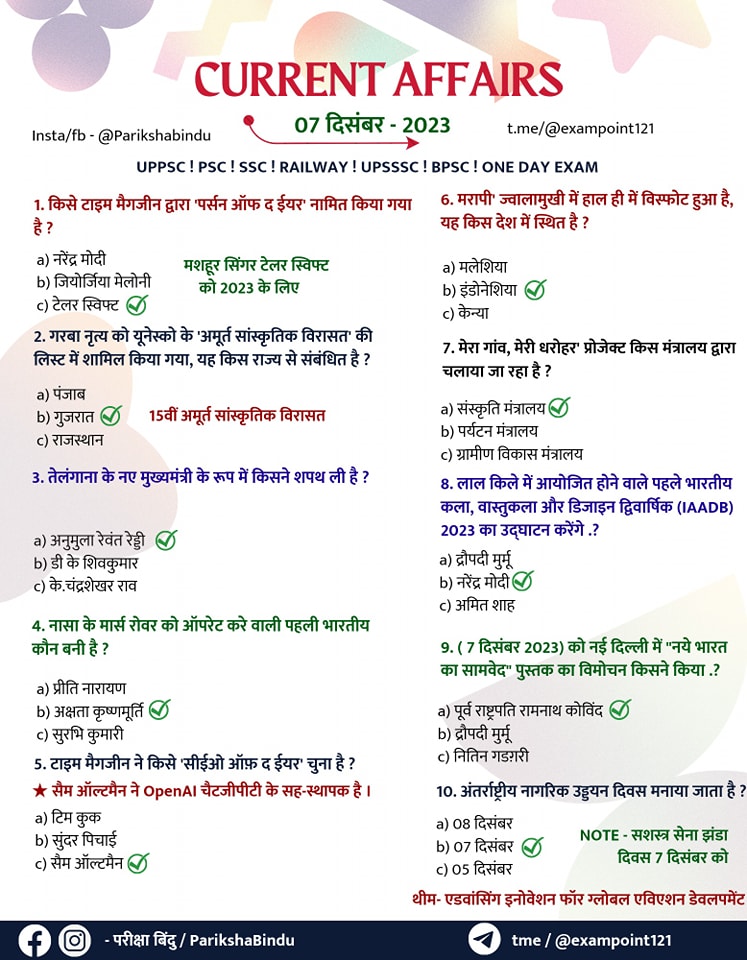 CURRENT AFFAIRS
Insta/fb - @Parikshabindu
07 दिसंबर - 2023
t.me/@exampoint121
UPPSC ! PSC ! SSC ! RAILWAY ! UPSSSC ! BPSC ! ONE DAY EXAM
1. किसे टाइम मैगजीन द्वारा 'पर्सन ऑफ द ईयर' नामित किया गया
है ?
a) नरेंद्र मोदी
b) जियोर्जिया मेलोनी
c) टेलर स्विफ्ट
मशहूर सिंगर टेलर स्विफ्ट
को 2023 के लिए
2. गरबा नृत्य को यूनेस्को के 'अमूर्त सांस्कृतिक विरासत' की
लिस्ट में शामिल किया गया, यह किस राज्य से संबंधित है ?
a) पंजाब
b) गुजरात
c) राजस्थान
15वीं अमूर्त सांस्कृतिक विरासत
3. तेलंगाना के नए मुख्यमंत्री के रूप में किसने शपथ ली है ?
a) अनुमुला रेवंत रेड्डी
b) डी के शिवकुमार
c) के.चंद्रशेखर राव
4. नासा के मार्स रोवर को ऑपरेट करे वाली पहली भारतीय
कौन बनी है ?
a) प्रीति नारायण
b) अक्षता कृष्णमूर्ति
c) सुरभि कुमारी
5. टाइम मैगजीन ने किसे 'सीईओ ऑफ़ द ईयर' चुना है ?
★ सैम ऑल्टमैन ने OpenAI चैटजीपीटी के सह-स्थापक है ।
a) टिम कुक
b) सुंदर पिचाई
c) सैम ऑल्टमैन
6. मरापी' ज्वालामुखी में हाल ही में विस्फोट हुआ है,
यह किस देश में स्थित है ?
a) मलेशिया
b) इंडोनेशिया
c) केन्या
7. मेरा गांव, मेरी धरोहर' प्रोजेक्ट किस मंत्रालय द्वारा
चलाया जा रहा है ?
a) संस्कृति मंत्रालय
b) पर्यटन मंत्रालय
c) ग्रामीण विकास मंत्रालय
8. लाल किले में आयोजित होने वाले पहले भारतीय
कला, वास्तुकला और डिजाइन द्विवार्षिक (IAADB)
2023 का उद्घाटन करेंगे .?
a) द्रौपदी मुर्मू
b) नरेंद्र मोदी
c) अमित शाह
9. ( 7 दिसंबर 2023) को नई दिल्ली में "नये भारत
का सामवेद" पुस्तक का विमोचन किसने किया .?
a) पूर्व राष्ट्रपति रामनाथ कोविंद
b) द्रौपदी मुर्मू
c) नितिन गडग़री
10. अंतर्राष्ट्रीय नागरिक उड्डयन दिवस मनाया जाता है ?
a) 08 दिसंबर
b) 07 दिसंबर
c) 05 दिसंबर
NOTE - सशस्त्र सेना झंडा
दिवस 7 दिसंबर को
थीम- एडवांसिंग इनोवेशन फॉर ग्लोबल एविएशन डेवलपमेंट
- परीक्षा बिंदु / ParikshaBindu
tme / @exampoint121